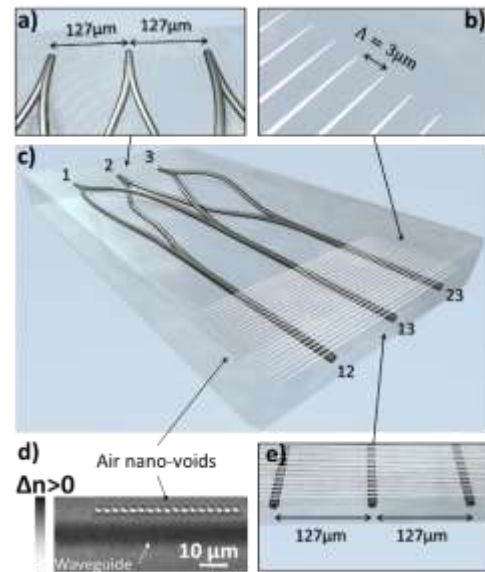 a)
127μm 127μm
b)
Λ = 3μm
c)
1
2
3
23
13
12
d)
Air nano-voids
Δn>0
Waveguide
10 μm
e)
127μm 127μm